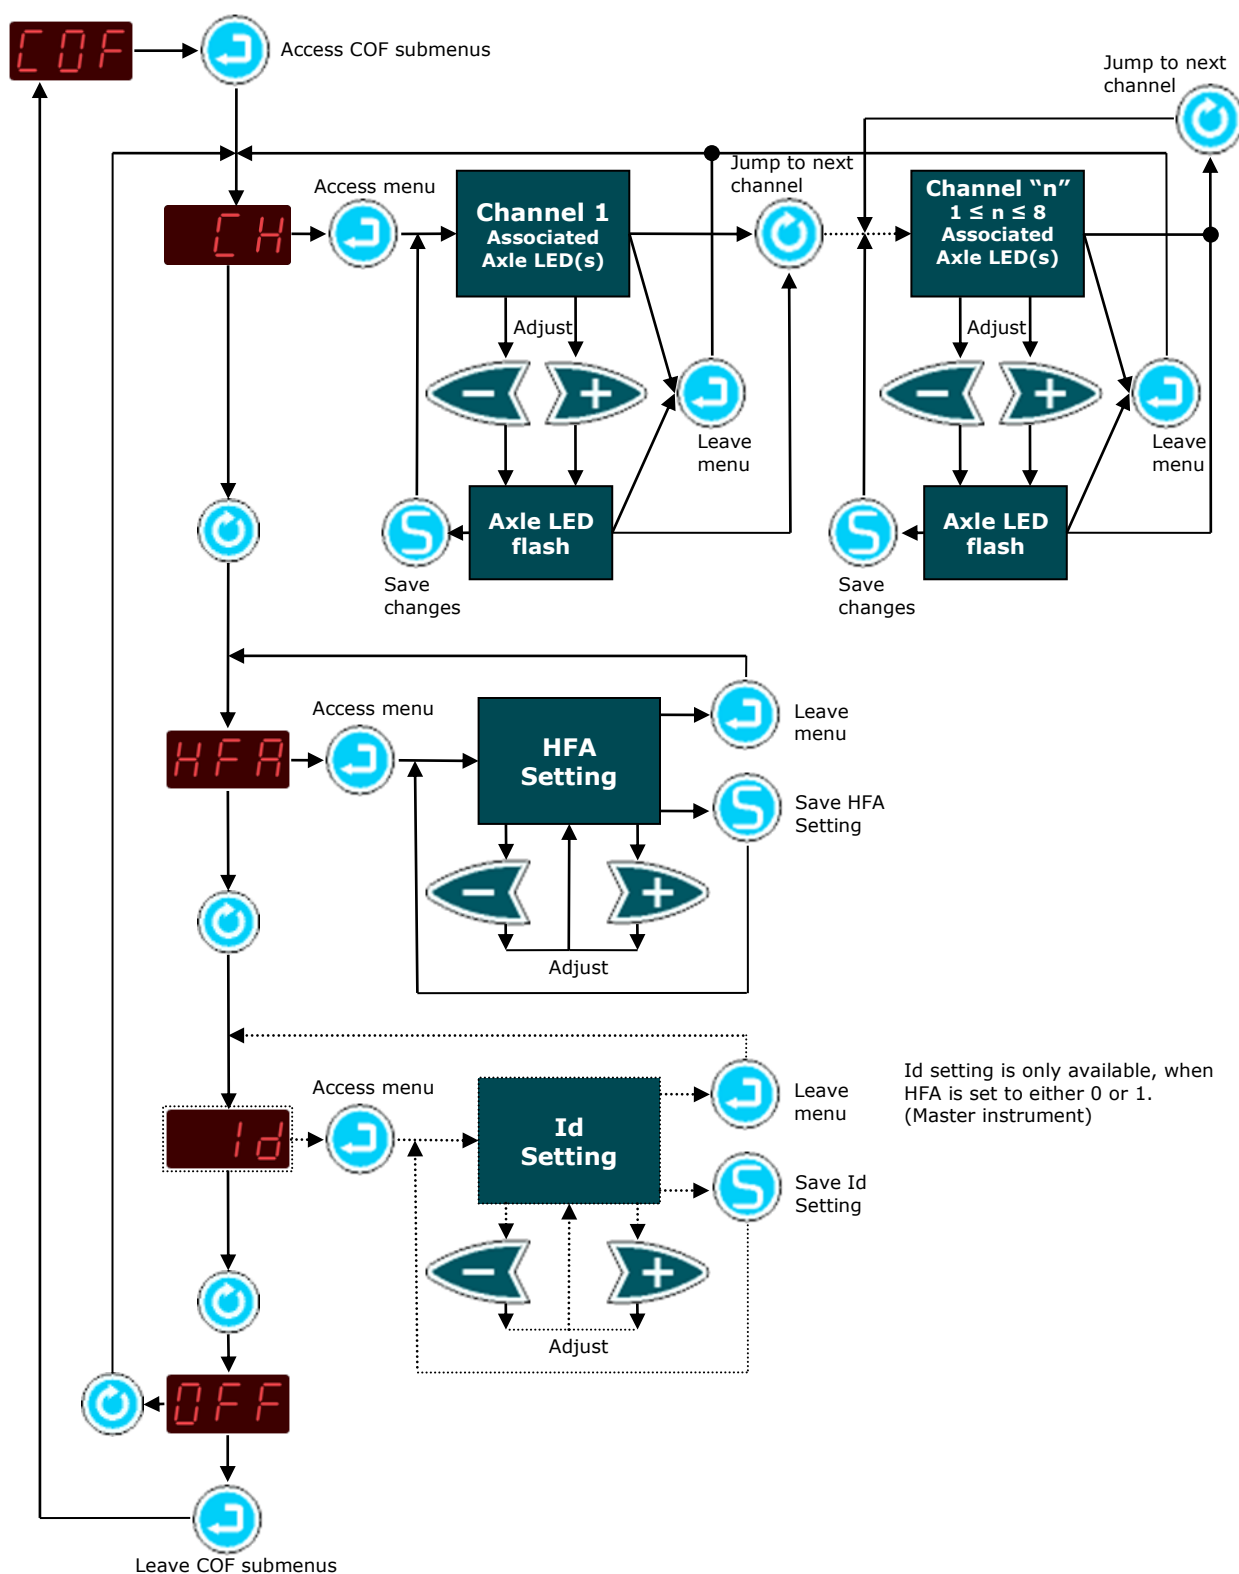 COF
Access COF submenus
Jump to next
channel
CH
Access menu
Channel 1
Associated
Axle LED(s)
Jump to next
channel
Channel “n”
1 ≤ n ≤ 8
Associated
Axle LED(s)
Adjust
Adjust
−
+
−
+
Leave
menu
Leave
menu
Axle LED
flash
Axle LED
flash
S
S
Save
changes
Save
changes
HFA
Access menu
HFA
Setting
Leave
menu
S
Save HFA
Setting
−
+
Adjust
Id
Access menu
Id
Setting
Leave
menu
Id setting is only available, when
HFA is set to either 0 or 1.
(Master instrument)
S
Save Id
Setting
−
+
Adjust
OFF
Leave COF submenus